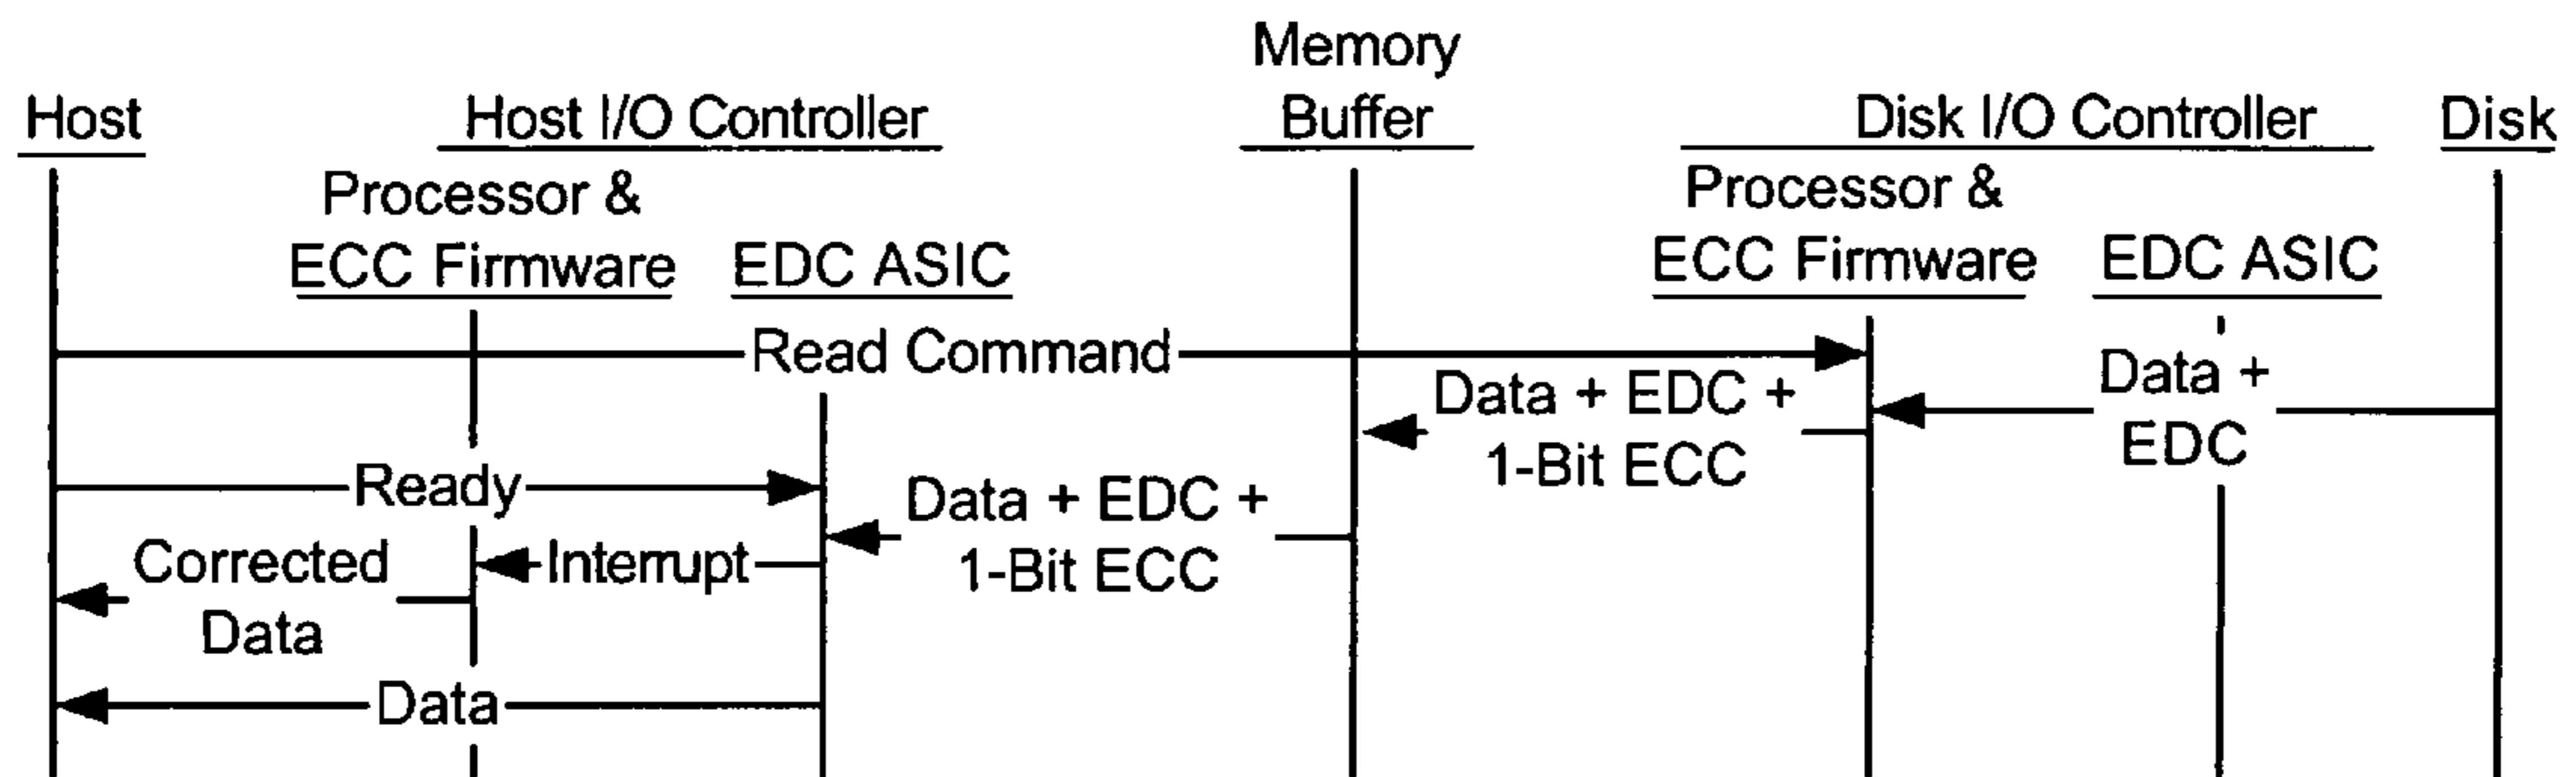 Memory
Host
Host I/O Controller
Buffer
Disk I/O Controller
Disk
Processor &
ECC Firmware
EDC ASIC
Processor &
ECC Firmware
EDC ASIC
Read Command
Data + EDC +
1-Bit ECC
Data +
EDC
Ready
Data + EDC +
1-Bit ECC
Interrupt
Corrected
Data
Data